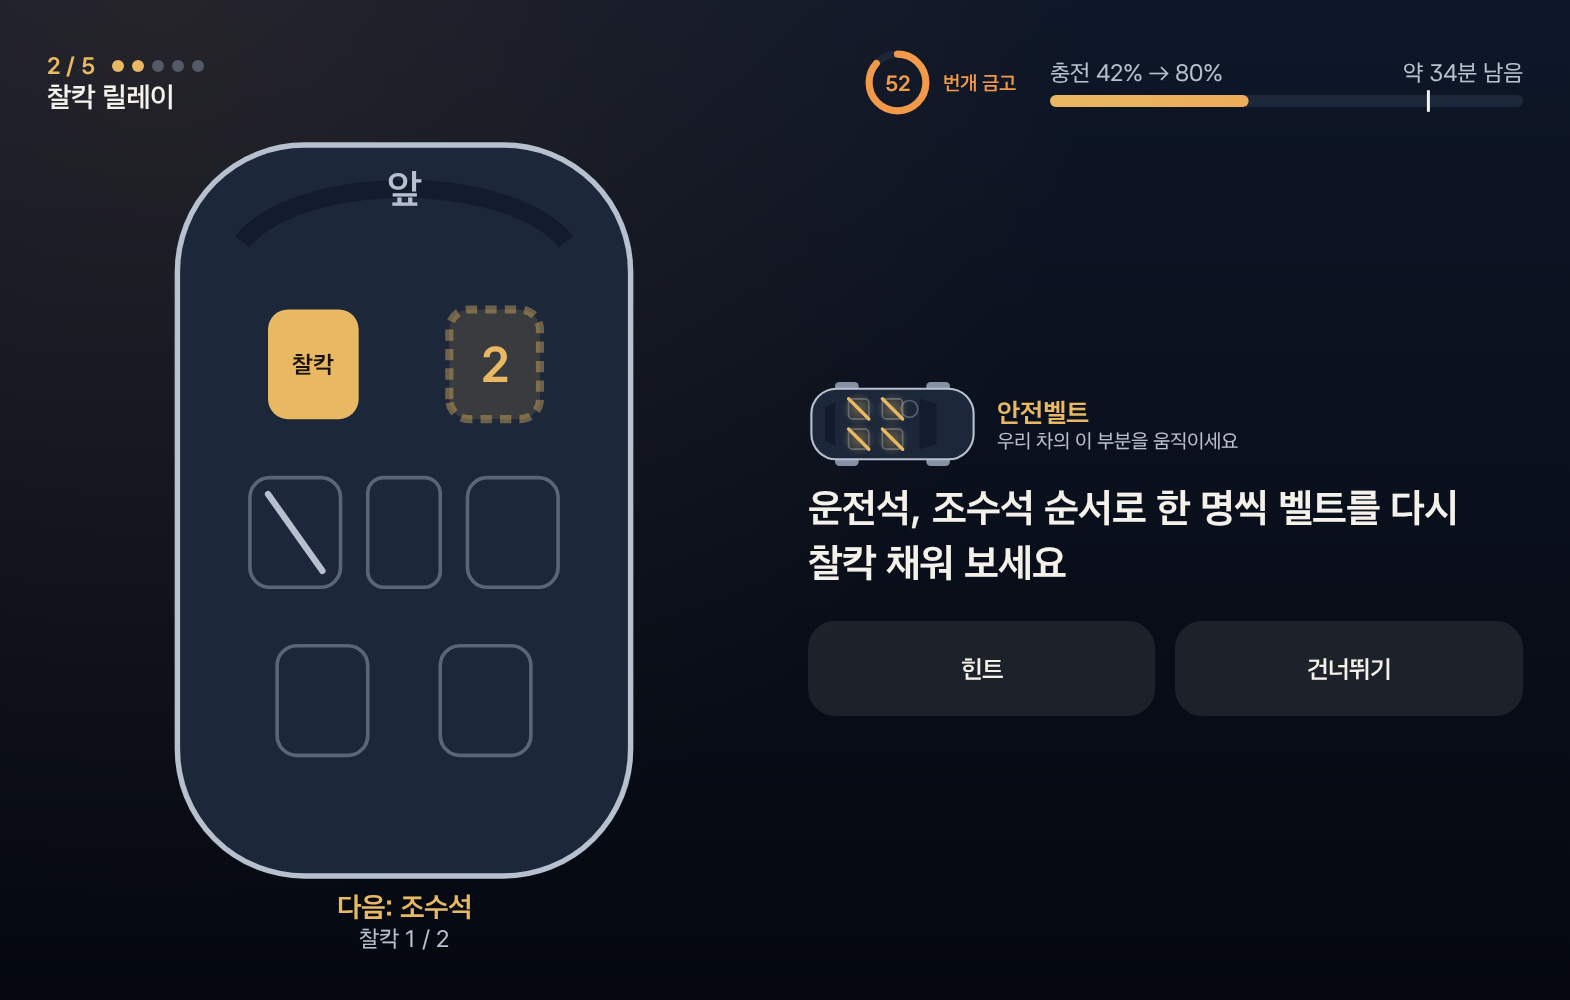 2 / 5
찰칵 릴레이
52
번개 금고
충전 42% → 80%
약 34분 남음
앞
찰칵
2
안전벨트
우리 차의 이 부분을 움직이세요
운전석, 조수석 순서로 한 명씩 벨트를 다시
찰칵 채워 보세요
힌트
건너뛰기
다음: 조수석
찰칵 1 / 2